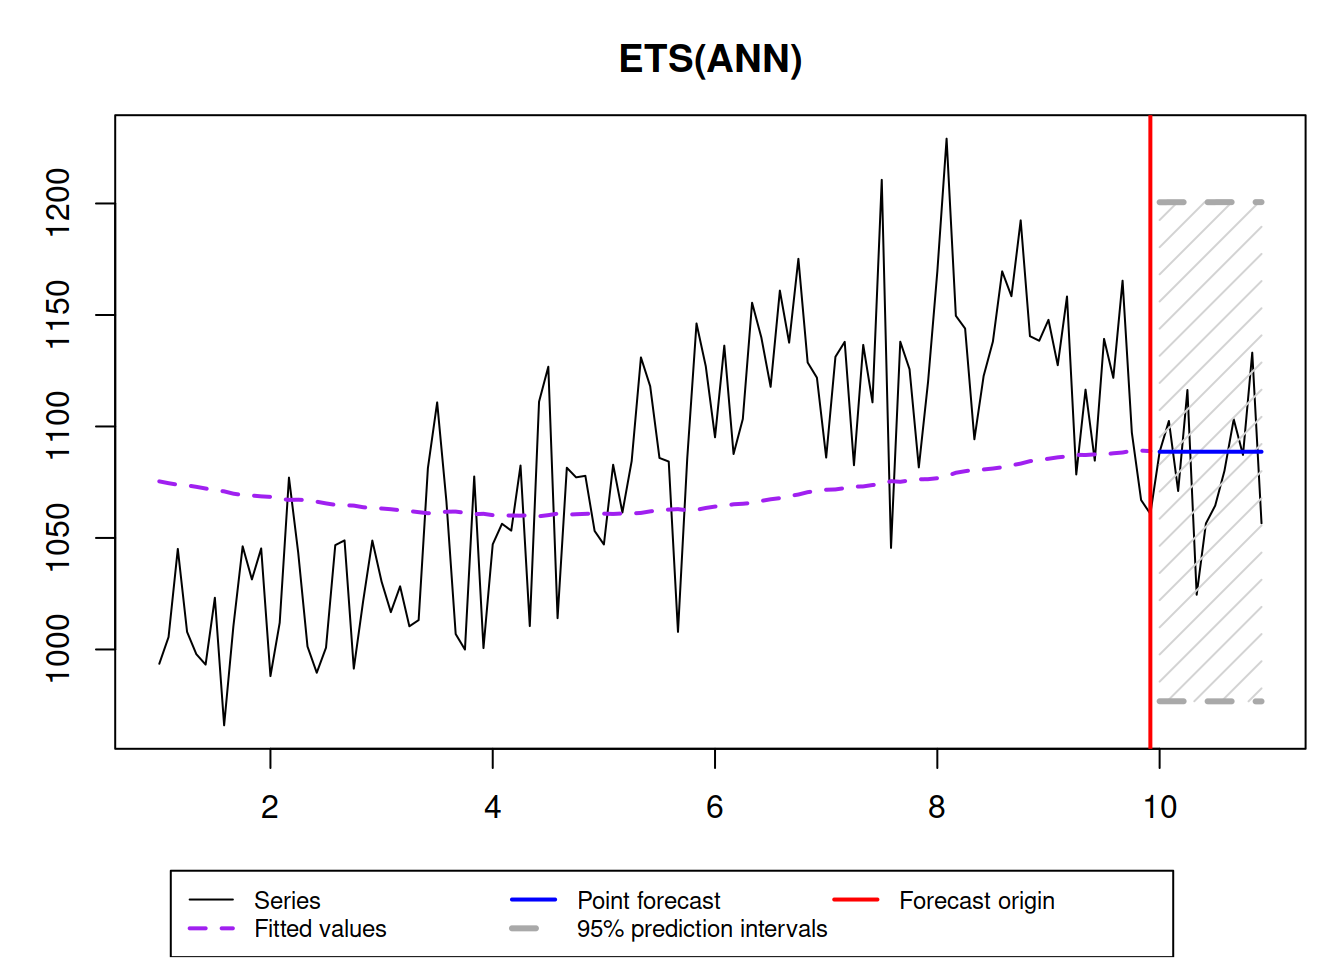 ETS(ANN)
1200
1150
1100
1050
1000
2 4 6 8 10
Series Point forecast Forecast origin
Fitted values 95% prediction intervals